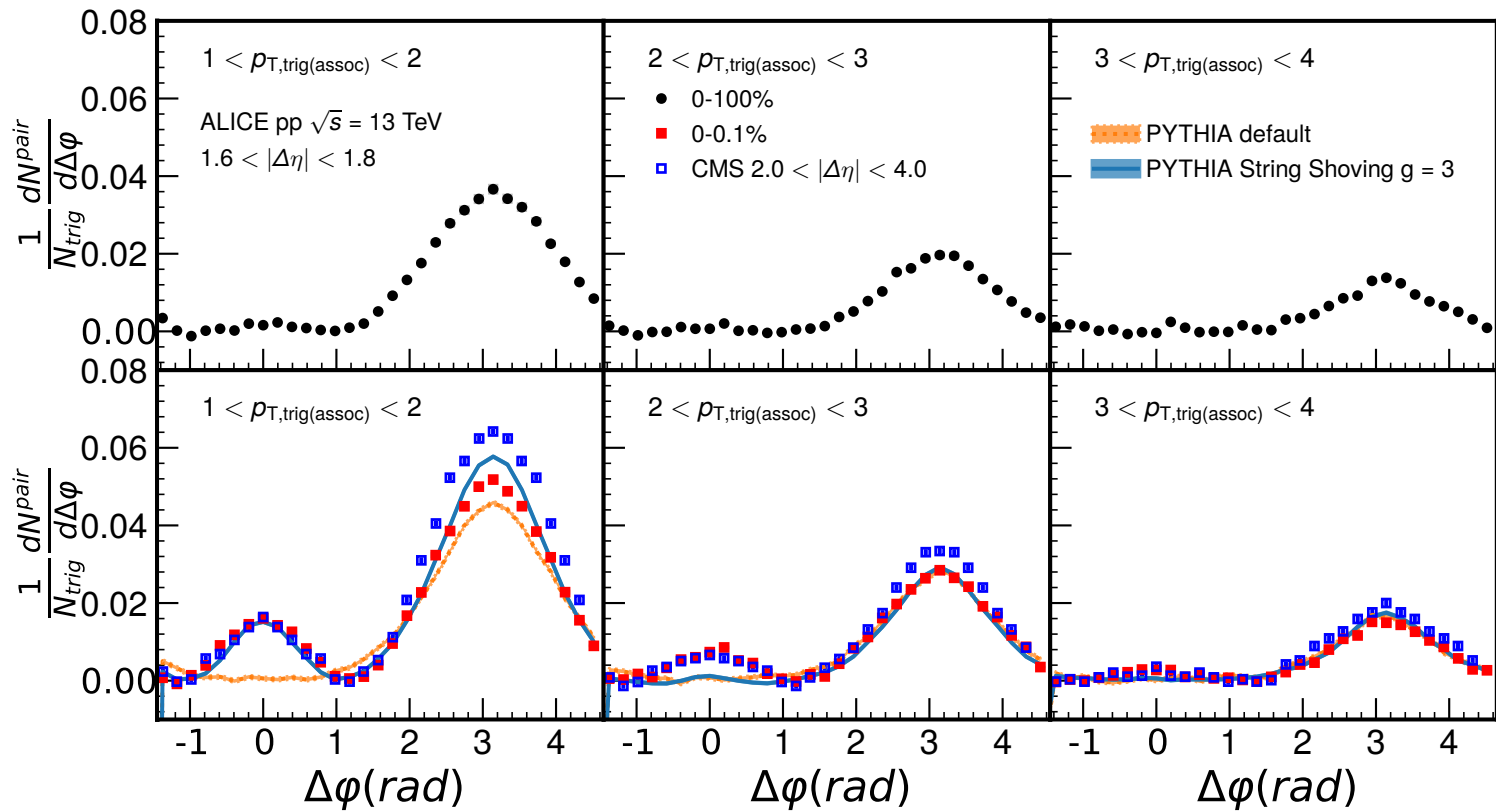 0.08
0.06
0.04
0.02
0.00
1/N_trig dN^pair/dΔφ
1 < p_T,trig(assoc) < 2
ALICE pp √s = 13 TeV
1.6 < |Δη| < 1.8
2 < p_T,trig(assoc) < 3
0-100%
0-0.1%
CMS 2.0 < |Δη| < 4.0
3 < p_T,trig(assoc) < 4
PYTHIA default
PYTHIA String Shoving g = 3
0.08
0.06
0.04
0.02
0.00
1/N_trig dN^pair/dΔφ
1 < p_T,trig(assoc) < 2
2 < p_T,trig(assoc) < 3
3 < p_T,trig(assoc) < 4
-1 0 1 2 3 4
-1 0 1 2 3 4
-1 0 1 2 3 4
Δφ(rad)
Δφ(rad)
Δφ(rad)